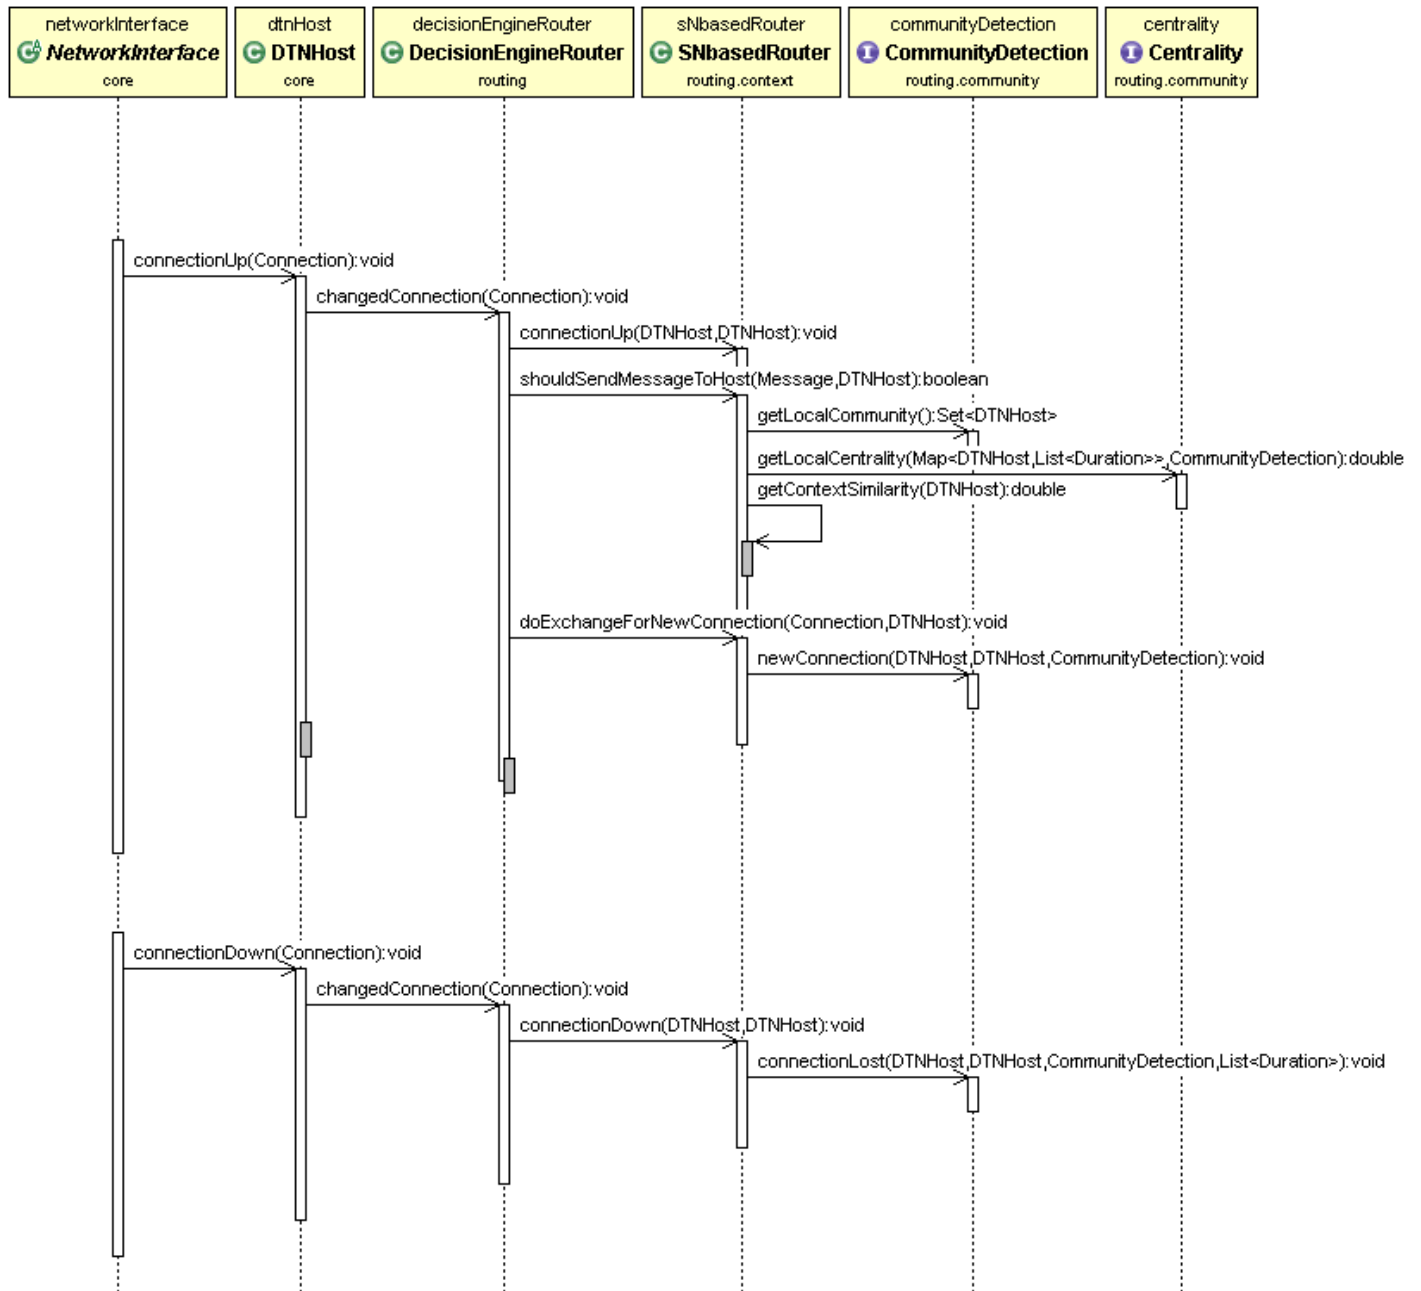 networkInterface
NetworkInterface
core
dtnHost
DTNHost
core
decisionEngineRouter
DecisionEngineRouter
routing
sNbasedRouter
SNbasedRouter
routing.context
communityDetection
CommunityDetection
routing.community
centrality
Centrality
routing.community
connectionUp(Connection):void
changedConnection(Connection):void
connectionUp(DTNHost,DTNHost):void
shouldSendMessageToHost(Message,DTNHost):boolean
getLocalCommunity():Set<DTNHost>
getLocalCentrality(Map<DTNHost,List<Duration>>,CommunityDetection):double
getContextSimilarity(DTNHost):double
doExchangeForNewConnection(Connection,DTNHost):void
newConnection(DTNHost,DTNHost,CommunityDetection):void
connectionDown(Connection):void
changedConnection(Connection):void
connectionDown(DTNHost,DTNHost):void
connectionLost(DTNHost,DTNHost,CommunityDetection,List<Duration>):void